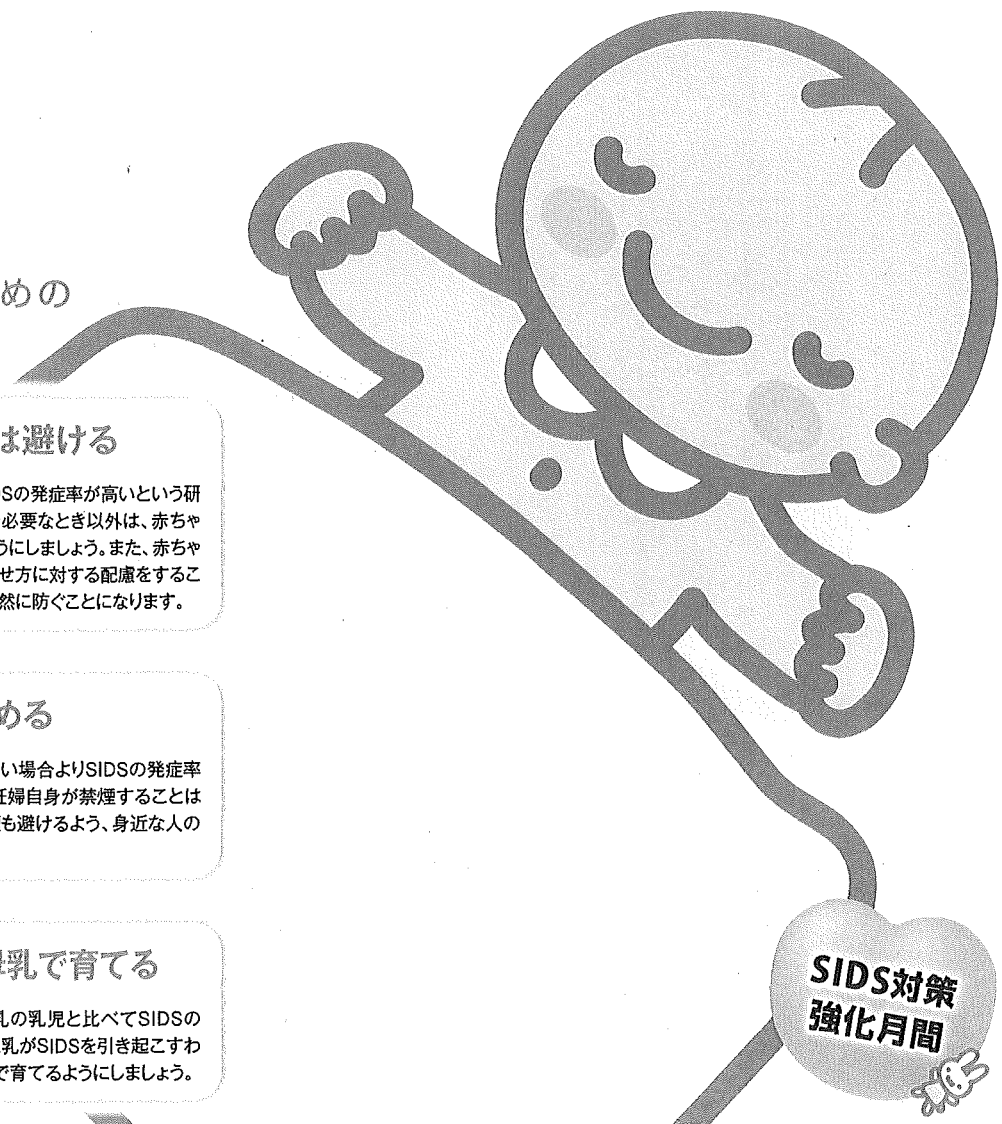 めの
は避ける
Sの発症率が高いという研
必要なとき以外は、赤ちゃ
うにしましょう。また、赤ちゃ
せ方に対する配慮をするこ
然に防ぐことになります。
める
い場合よりSIDSの発症率
妊婦自身が禁煙することは
も避けるよう、身近な人の
乳で育てる
乳の乳児と比べてSIDSの
乳がSIDSを引き起こすわ
で育てるようにしましょう。
SIDS対策
強化月間